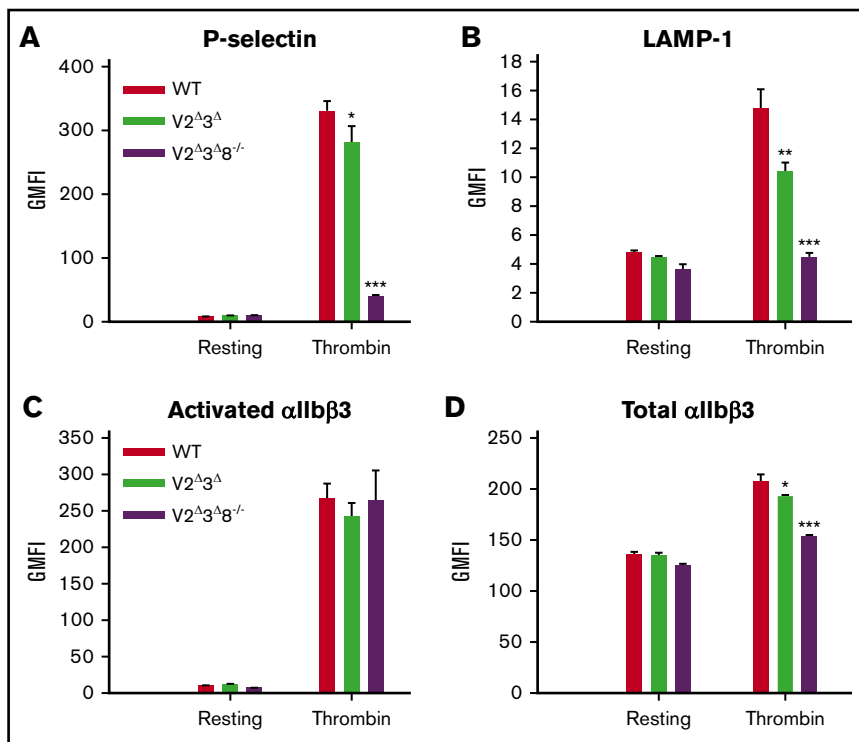 A P-selectin
400
300
200
100
0
GMFI
WT
V2Δ3Δ
V2Δ3Δ8-/-
*
***
Resting Thrombin
B LAMP-1
18
16
14
12
10
8
6
4
2
0
GMFI
**
***
Resting Thrombin
C Activated αIIbβ3
350
300
250
200
150
100
50
0
GMFI
WT
V2Δ3Δ
V2Δ3Δ8-/-
Resting Thrombin
D Total αIIbβ3
250
200
150
100
50
0
GMFI
*
***
Resting Thrombin